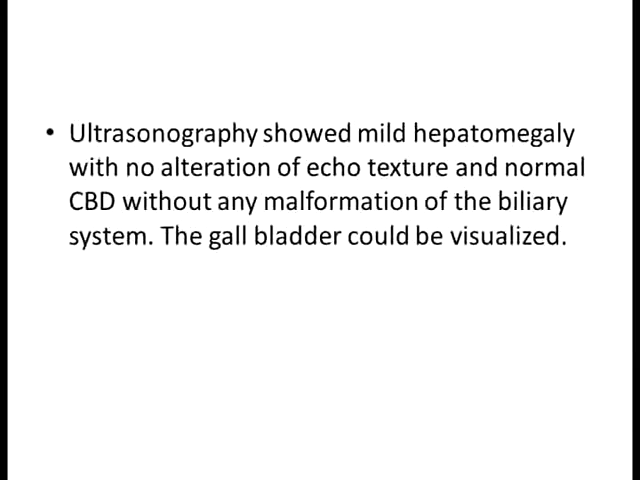 • Ultrasonography showed mild hepatomegaly
with no alteration of echo texture and normal
CBD without any malformation of the biliary
system. The gall bladder could be visualized.